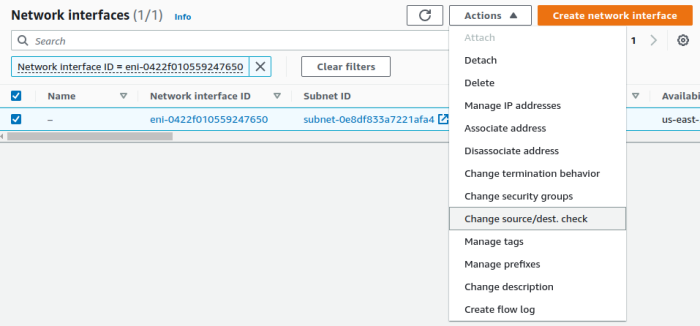 Network interfaces (1/1) Info Actions ▲ Create network interface
Search 1
Network interface ID = eni-0422f010559247650 Clear filters
Name Network interface ID Subnet ID Availabi
– eni-0422f010559247650 subnet-0e8df833a7221afa4 us-east-
Attach
Detach
Delete
Manage IP addresses
Associate address
Disassociate address
Change termination behavior
Change security groups
Change source/dest. check
Manage tags
Manage prefixes
Change description
Create flow log